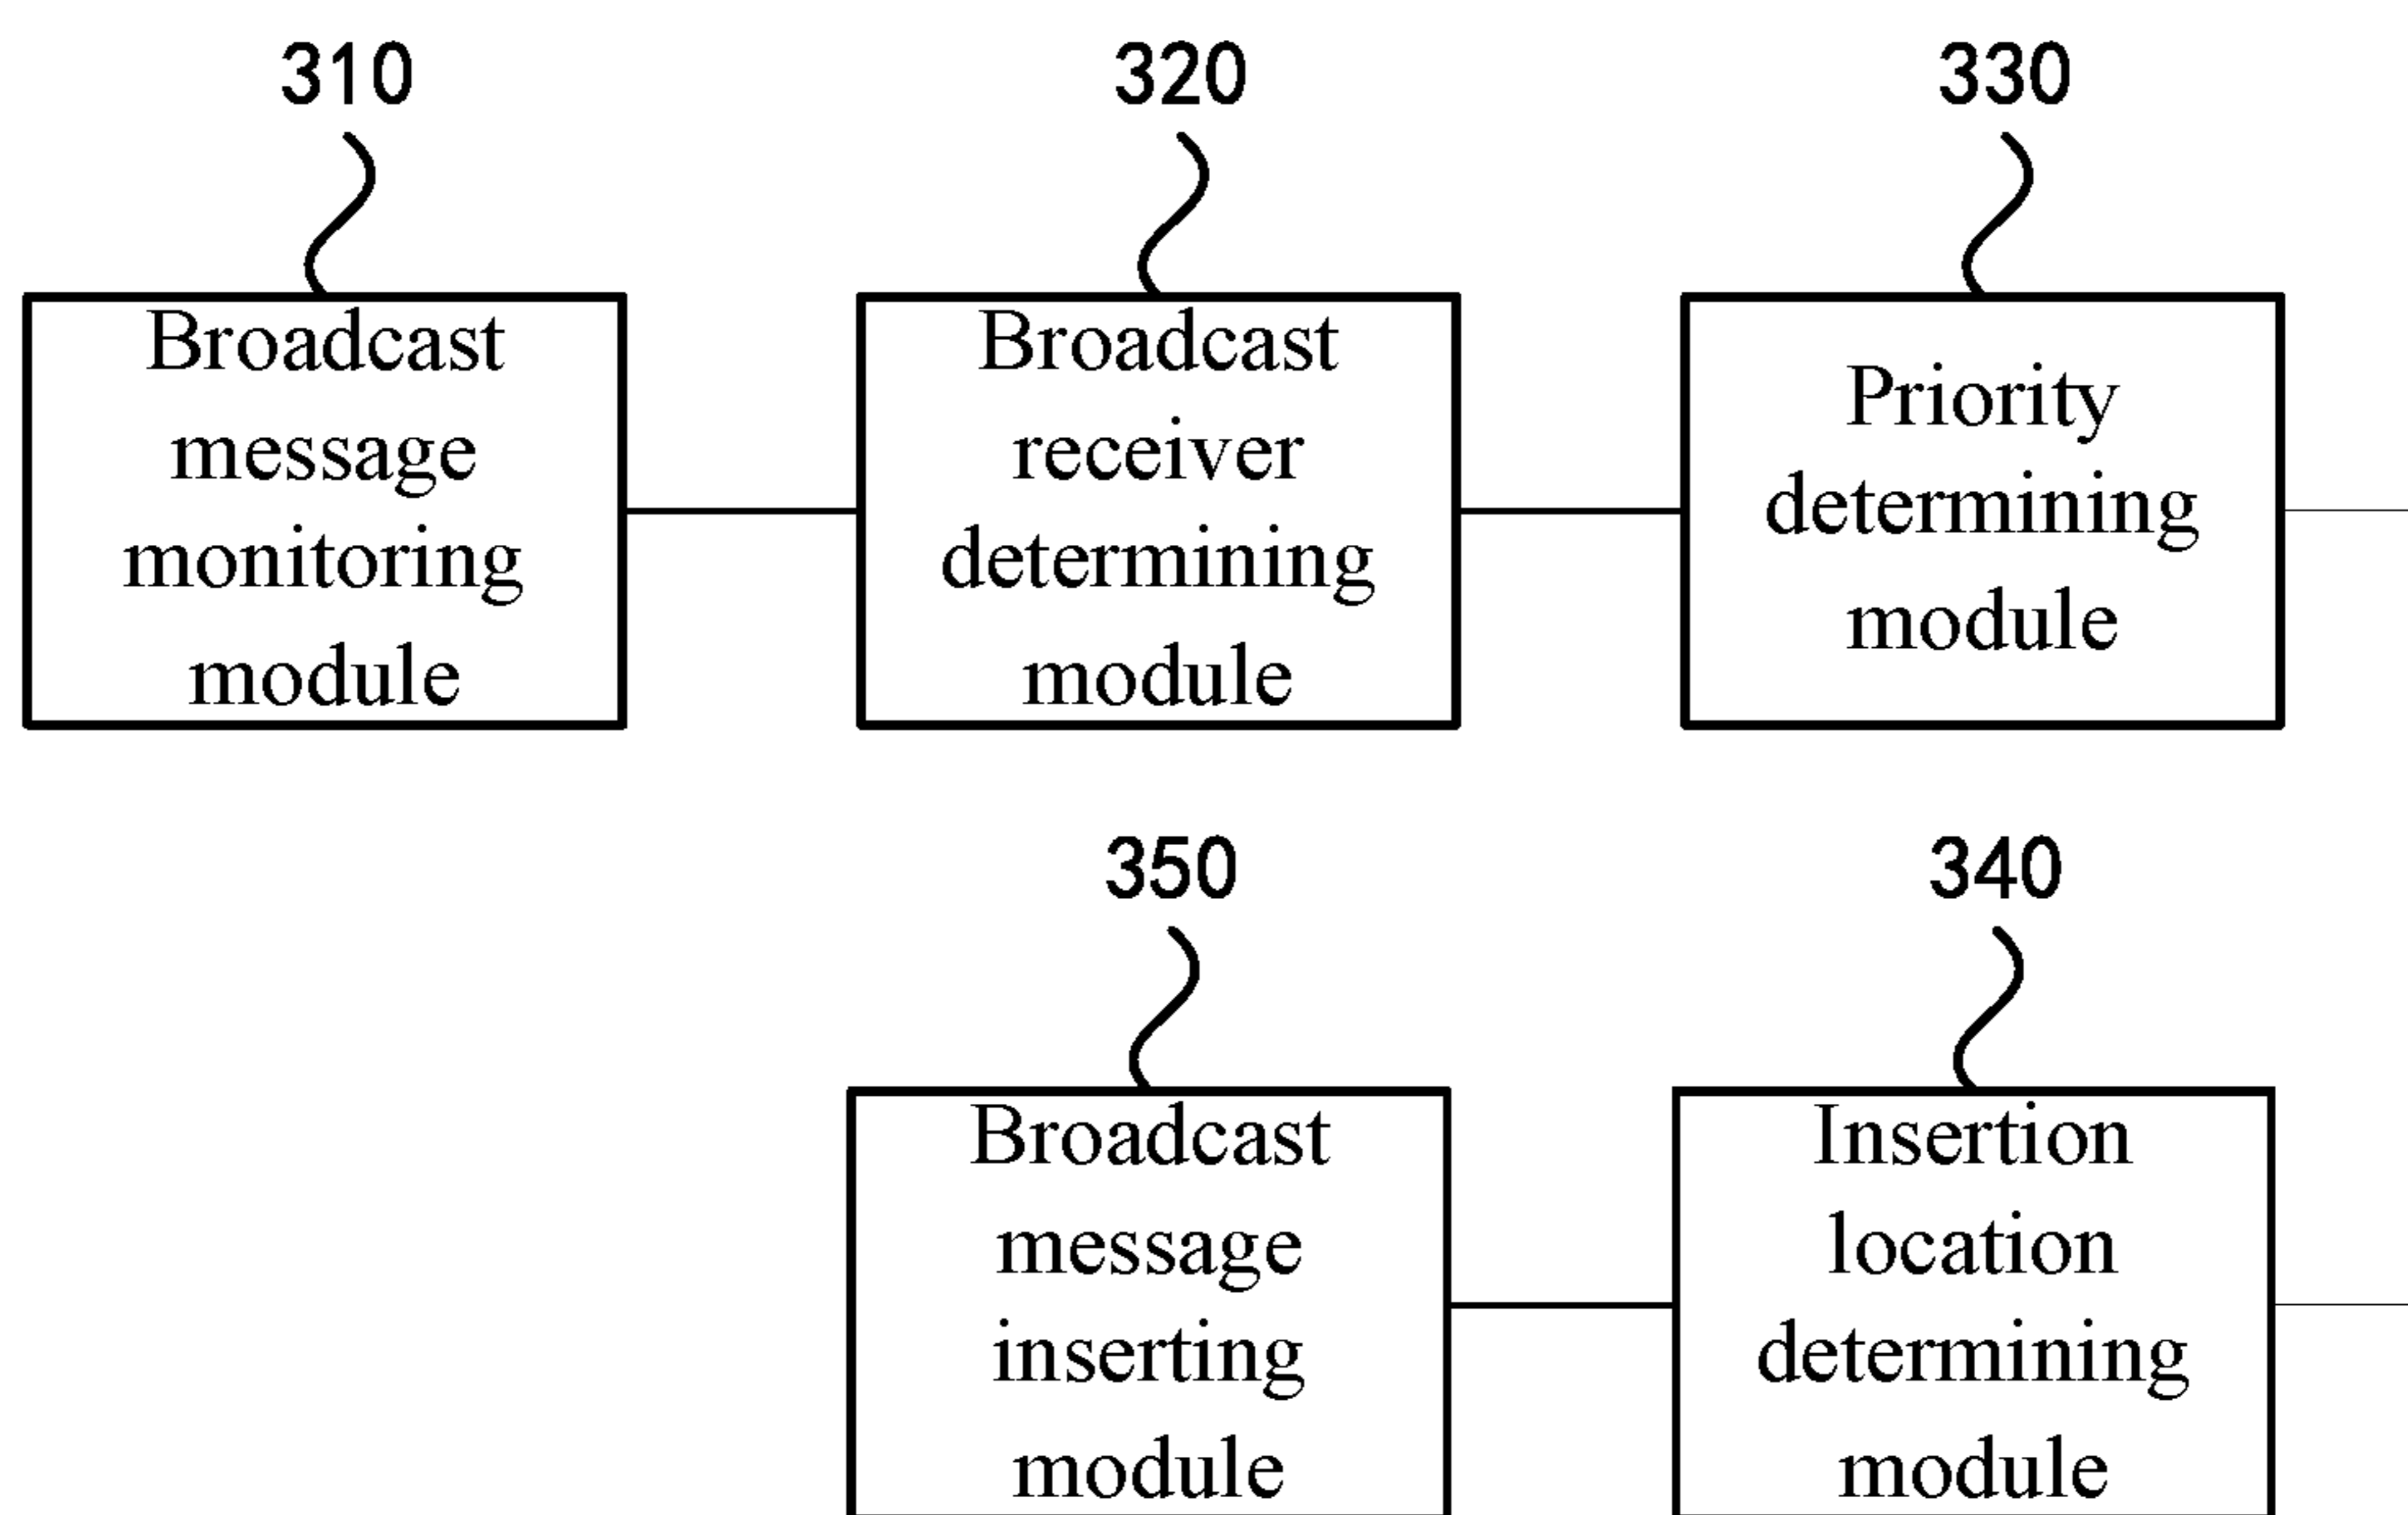 310
320
330
Broadcast
message
monitoring
module
Broadcast
receiver
determining
module
Priority
determining
module
350
340
Broadcast
message
inserting
module
Insertion
location
determining
module